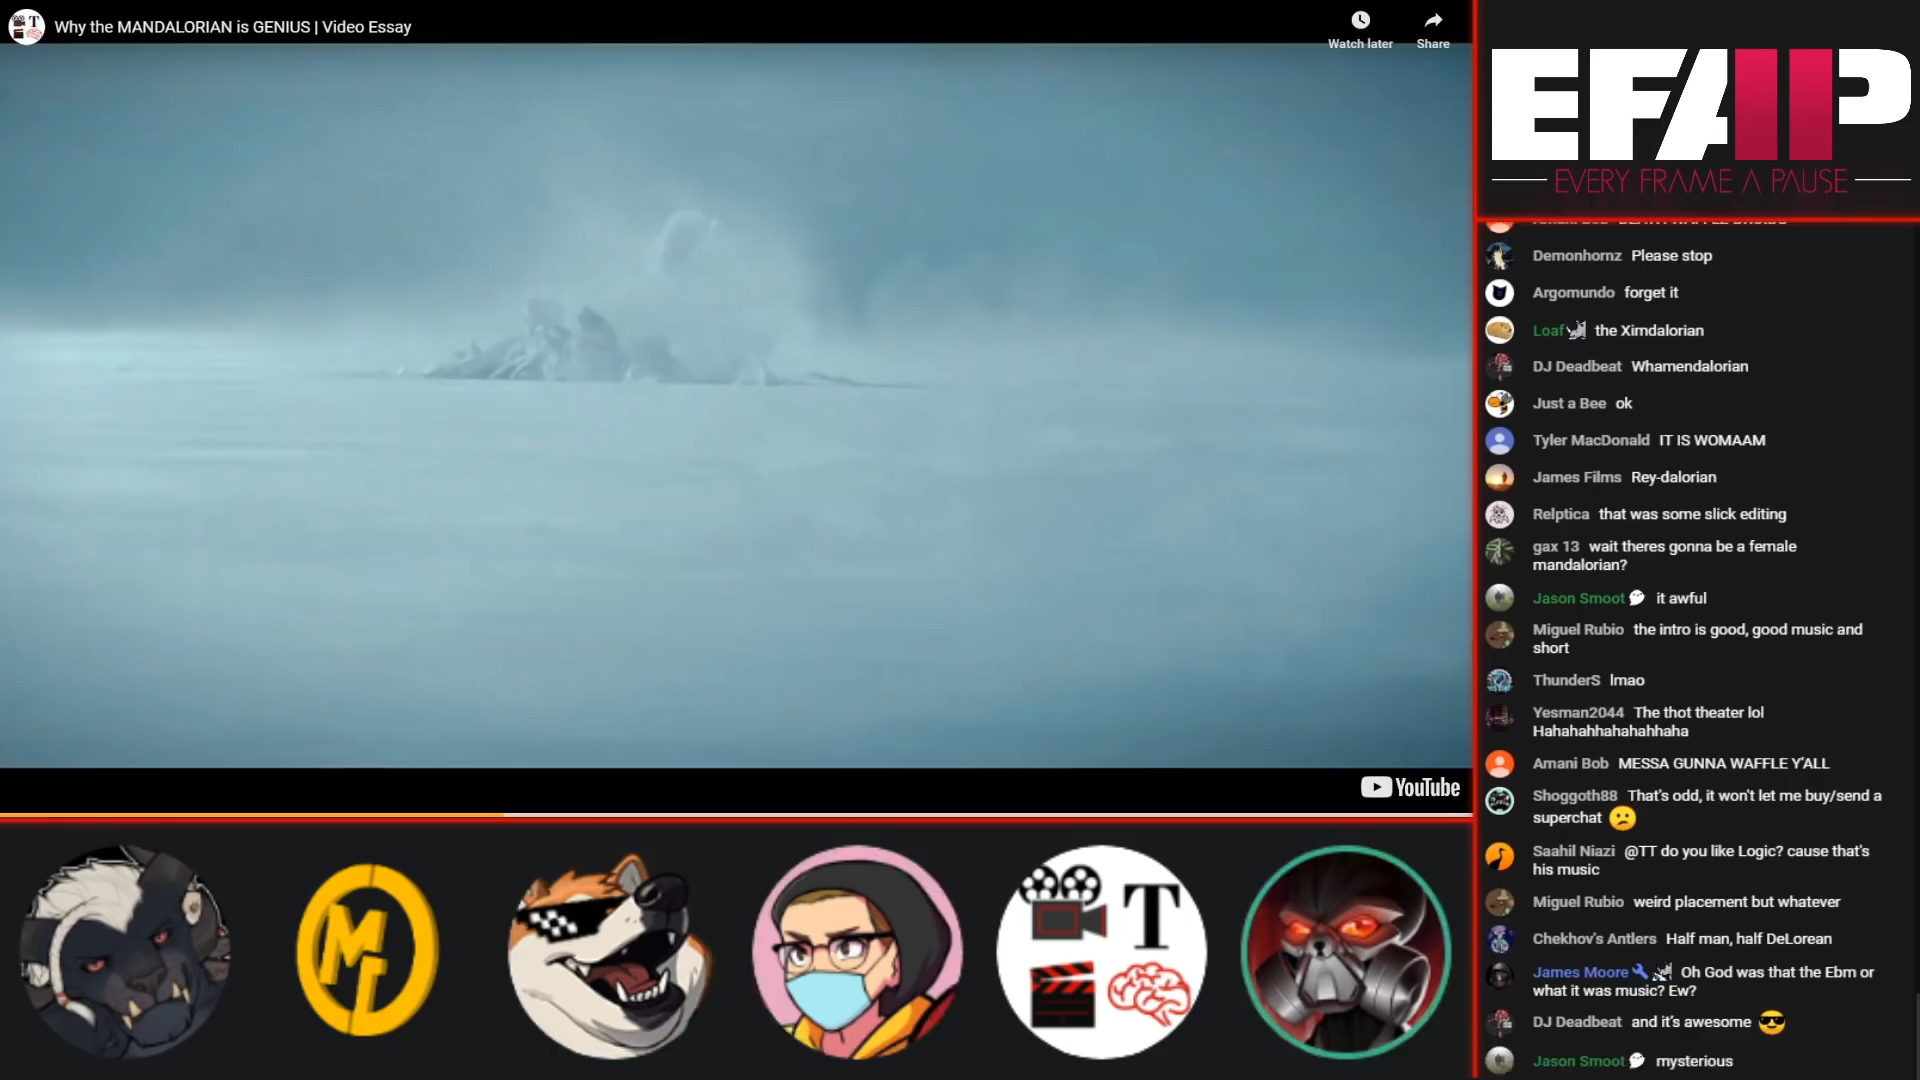 Why the MANDALORIAN is GENIUS | Video Essay
Watch later
Share
EFAP
EVERY FRAME A PAUSE
Demonhornz Please stop
Argomundo forget it
Loaf the Ximdalorian
DJ Deadbeat Whamendalorian
Just a Bee ok
Tyler MacDonald IT IS WOMAAM
James Films Rey-dalorian
Relptica that was some slick editing
gax 13 wait theres gonna be a female
mandalorian?
Jason Smoot it awful
Miguel Rubio the intro is good, good music and
short
ThunderS lmao
Yesman2044 The thot theater lol
Hahahahhahahahhaha
Amani Bob MESSA GUNNA WAFFLE Y'ALL
Shoggoth88 That's odd, it won't let me buy/send a
superchat
Saahil Niazi @TT do you like Logic? cause that's
his music
Miguel Rubio weird placement but whatever
Chekhov's Antlers Half man, half DeLorean
James Moore Oh God was that the Ebm or
what it was music? Ew?
DJ Deadbeat and it's awesome
Jason Smoot mysterious
YouTube
M
T